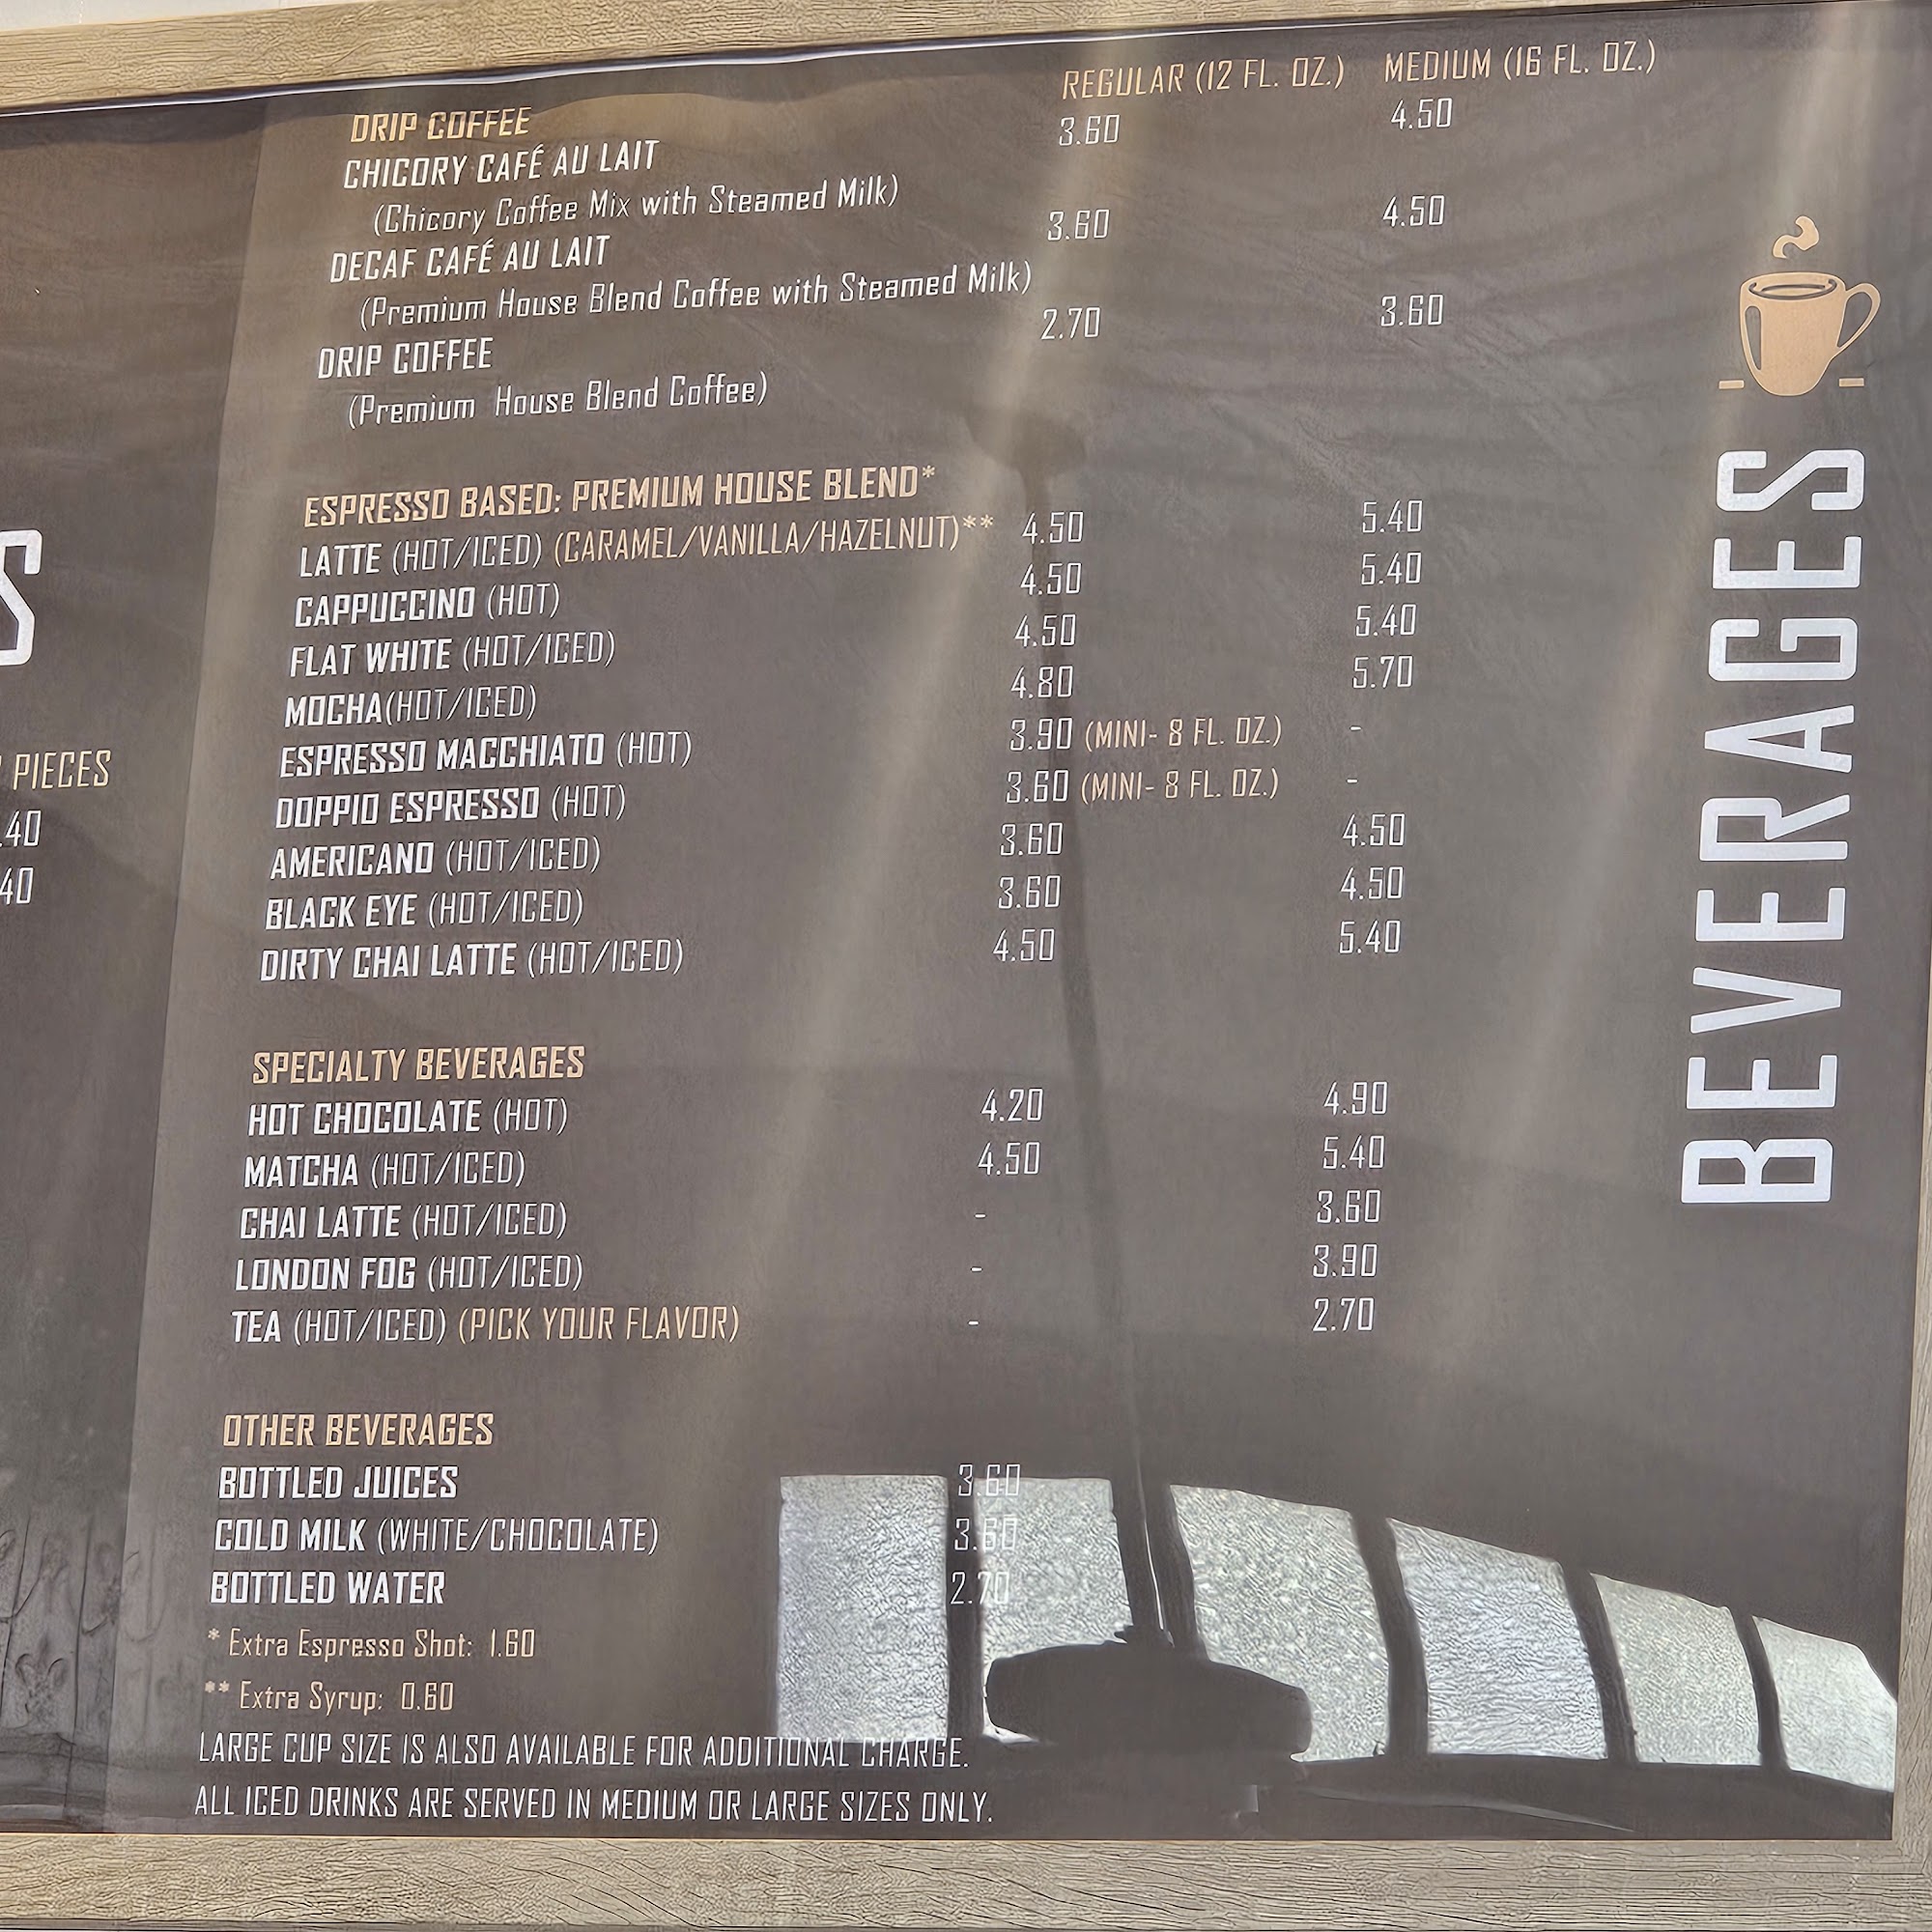 REGULAR (12 FL. OZ.) MEDIUM (16 FL. OZ.)
DRIP COFFEE
CHICORY CAFÉ AU LAIT 3.60 4.50
(Chicory Coffee Mix with Steamed Milk)
DECAF CAFÉ AU LAIT 3.60 4.50
(Premium House Blend Coffee with Steamed Milk)
DRIP COFFEE 2.70 3.60
(Premium House Blend Coffee)
ESPRESSO BASED: PREMIUM HOUSE BLEND*
LATTE (HOT/ICED) (CARAMEL/VANILLA/HAZELNUT)** 4.50 5.40
CAPPUCCINO (HOT) 4.50 5.40
FLAT WHITE (HOT/ICED) 4.50 5.40
MOCHA(HOT/ICED) 4.80 5.70
ESPRESSO MACCHIATO (HOT) 3.90 (MINI- 8 FL. OZ.) -
DOPPIO ESPRESSO (HOT) 3.60 (MINI- 8 FL. OZ.) -
AMERICANO (HOT/ICED) 3.60 4.50
BLACK EYE (HOT/ICED) 3.60 4.50
DIRTY CHAI LATTE (HOT/ICED) 4.50 5.40
SPECIALTY BEVERAGES
HOT CHOCOLATE (HOT) 4.20 4.90
MATCHA (HOT/ICED) 4.50 5.40
CHAI LATTE (HOT/ICED) - 3.60
LONDON FOG (HOT/ICED) - 3.90
TEA (HOT/ICED) (PICK YOUR FLAVOR) - 2.70
OTHER BEVERAGES
BOTTLED JUICES 3.60
COLD MILK (WHITE/CHOCOLATE) 3.60
BOTTLED WATER 2.70
* Extra Espresso Shot: 1.60
** Extra Syrup: 0.60
LARGE CUP SIZE IS ALSO AVAILABLE FOR ADDITIONAL CHARGE.
ALL ICED DRINKS ARE SERVED IN MEDIUM OR LARGE SIZES ONLY.
BEVERAGES
S
PIECES
.40
40